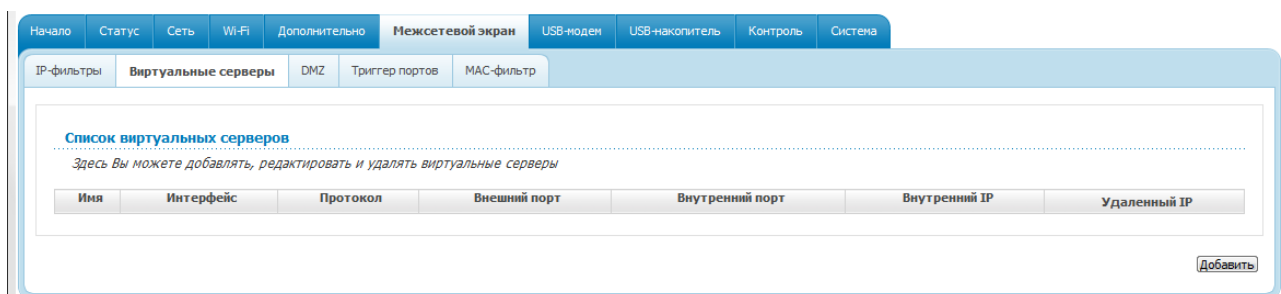 Начало Статус Сеть Wi-Fi Дополнительно Межсетевой экран USB-модем USB-накопитель Контроль Система
IP-фильтры Виртуальные серверы DMZ Триггер портов MAC-фильтр
Список виртуальных серверов
Здесь Вы можете добавлять, редактировать и удалять виртуальные серверы
Имя Интерфейс Протокол Внешний порт Внутренний порт Внутренний IP Удаленный IP
Добавить